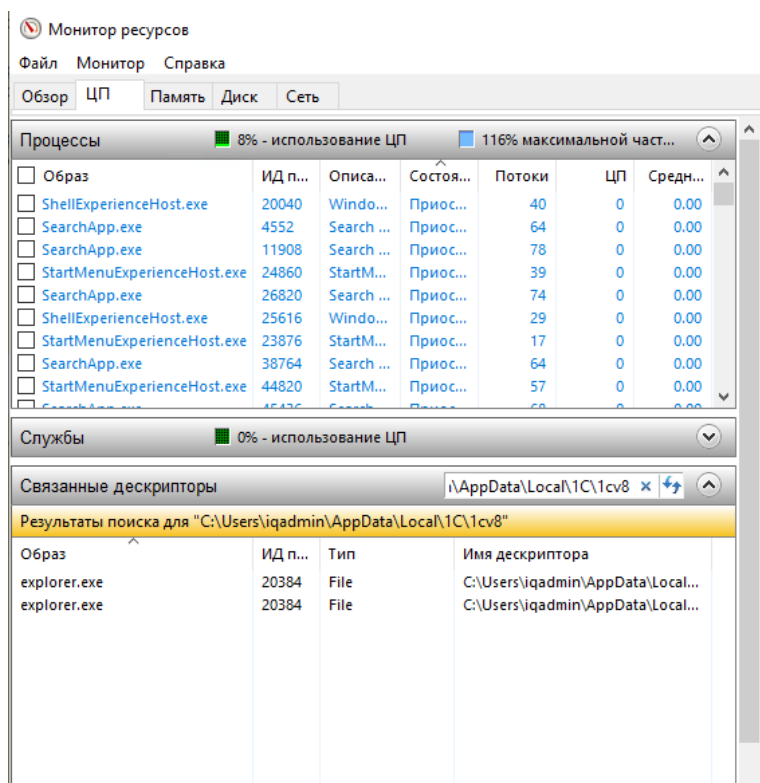 Монитор ресурсов
Файл Монитор Справка
Обзор ЦП Память Диск Сеть
Процессы 8% - использование ЦП 116% максимальной част...
Образ ИД п... Описа... Состоя... Потоки ЦП Средн...
ShellExperienceHost.exe 20040 Windo... Приос... 40 0 0.00
SearchApp.exe 4552 Search ... Приос... 64 0 0.00
SearchApp.exe 11908 Search ... Приос... 78 0 0.00
StartMenuExperienceHost.exe 24860 StartM... Приос... 39 0 0.00
SearchApp.exe 26820 Search ... Приос... 74 0 0.00
ShellExperienceHost.exe 25616 Windo... Приос... 29 0 0.00
StartMenuExperienceHost.exe 23876 StartM... Приос... 17 0 0.00
SearchApp.exe 38764 Search ... Приос... 64 0 0.00
StartMenuExperienceHost.exe 44820 StartM... Приос... 57 0 0.00
Службы 0% - использование ЦП
Связанные дескрипторы \AppData\Local\1C\1cv8
Результаты поиска для "C:\Users\iqadmin\AppData\Local\1C\1cv8"
Образ ИД п... Тип Имя дескриптора
explorer.exe 20384 File C:\Users\iqadmin\AppData\Local...
explorer.exe 20384 File C:\Users\iqadmin\AppData\Local...